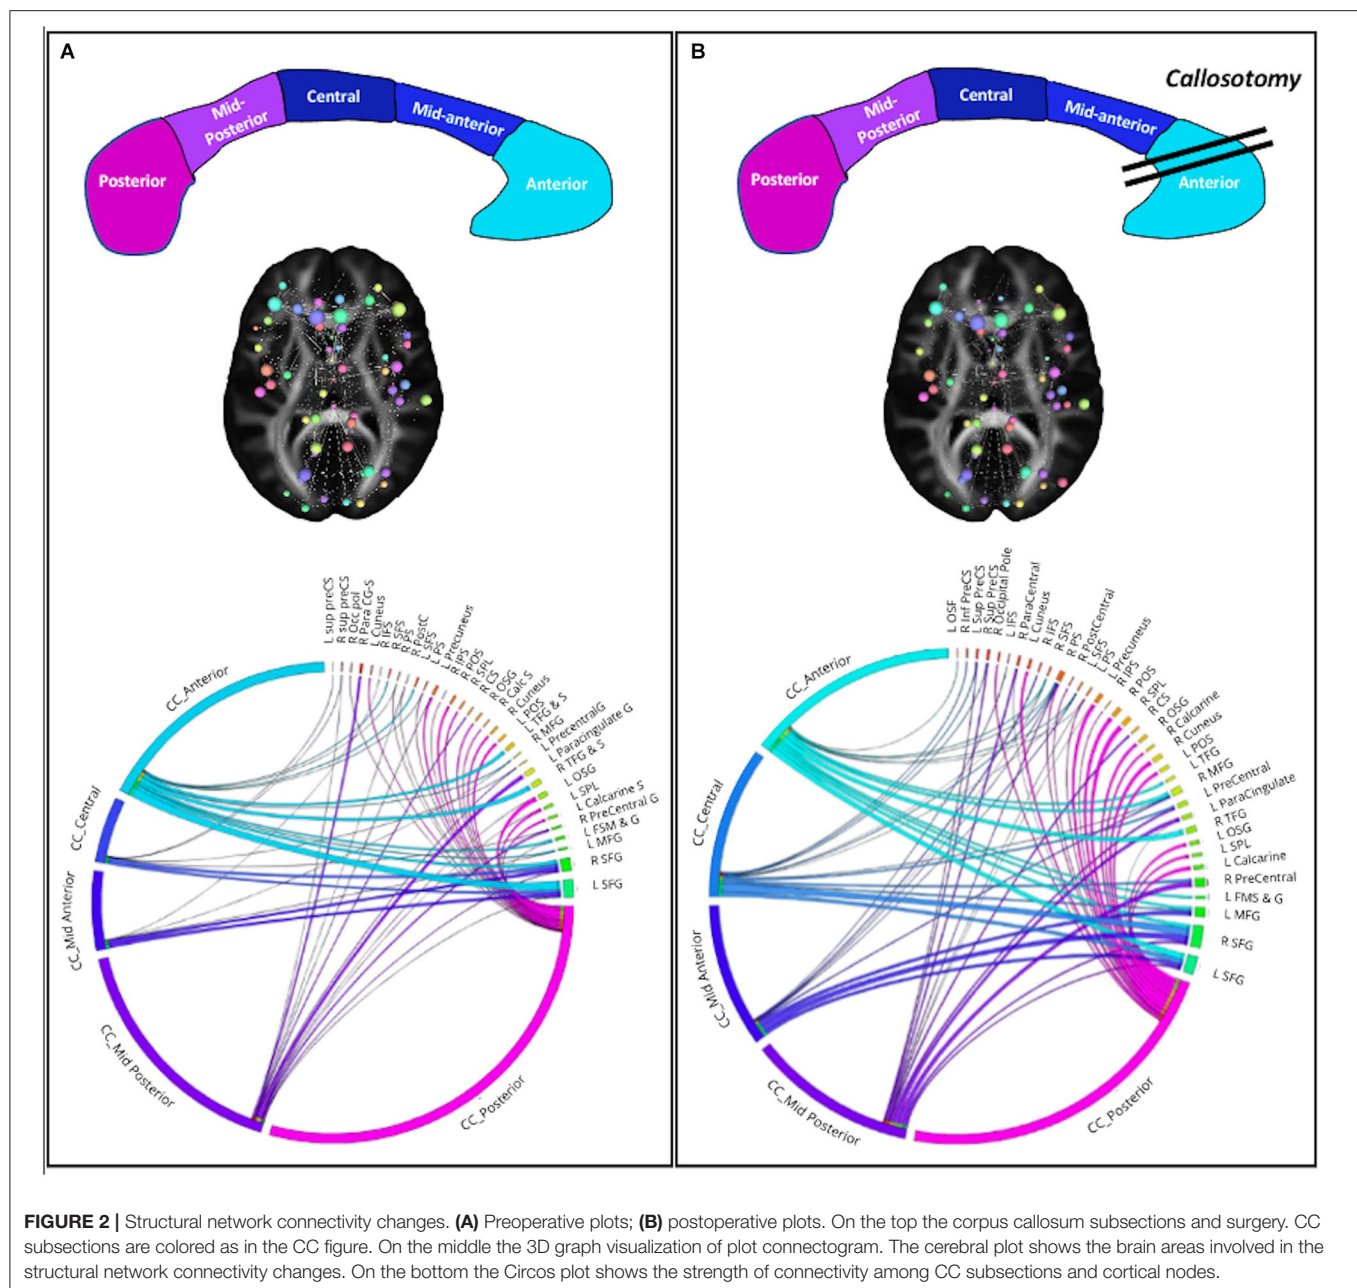 A
Mid-
Posterior
Central
Mid-anterior
Posterior
Anterior
L sup preCS
R sup preCS
R Occ pol
R Para CG-S
L Cuneus
R IFS
R SFS
R PS
R PostC
L SFS
L PS
L Precuneus
R IPS
R POS
R SPL
R CS
R OSG
R Calc S
R Cuneus
L POS
L TFG & S
R MFG
L PrecentralG
L Paracingulate G
R TFG & S
L OSG
L SPL
L Calcarine S
R PreCentral G
L FSM & G
L MFG
R SFG
L SFG
CC_Anterior
CC_Central
CC_Mid Anterior
CC_Mid Posterior
CC_Posterior
B
Callosotomy
Mid-
Posterior
Central
Mid-anterior
Posterior
Anterior
L OSF
R Inf PreCS
L Sup PreCS
R Sup PreCS
R Occipital Pole
L IFS
R ParaCentral
L Cuneus
R IFS
R SFS
R PS
R PostCentral
L SFS
L PS
L Precuneus
R IPS
R POS
R SPL
R CS
R OSG
R Calcarine
R Cuneus
L POS
L TFG
R MFG
L PreCentral
L ParaCingulate
R TFG
L OSG
L SPL
L Calcarine
R PreCentral
L FMS & G
L MFG
R SFG
L SFG
CC_Anterior
CC_Central
CC_Mid Anterior
CC_Mid Posterior
CC_Posterior
FIGURE 2 | Structural network connectivity changes. (A) Preoperative plots; (B) postoperative plots. On the top the corpus callosum subsections and surgery. CC
subsections are colored as in the CC figure. On the middle the 3D graph visualization of plot connectogram. The cerebral plot shows the brain areas involved in the
structural network connectivity changes. On the bottom the Circos plot shows the strength of connectivity among CC subsections and cortical nodes.